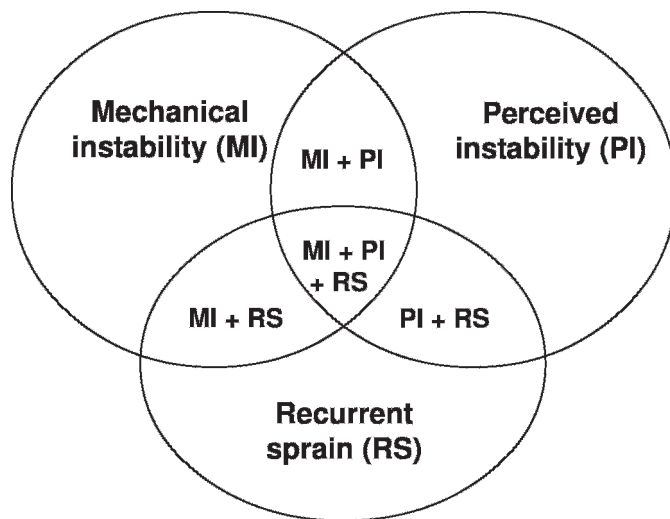 Mechanical
instability (MI)
Perceived
instability (PI)
MI + PI
MI + PI
+ RS
MI + RS
PI + RS
Recurrent
sprain (RS)